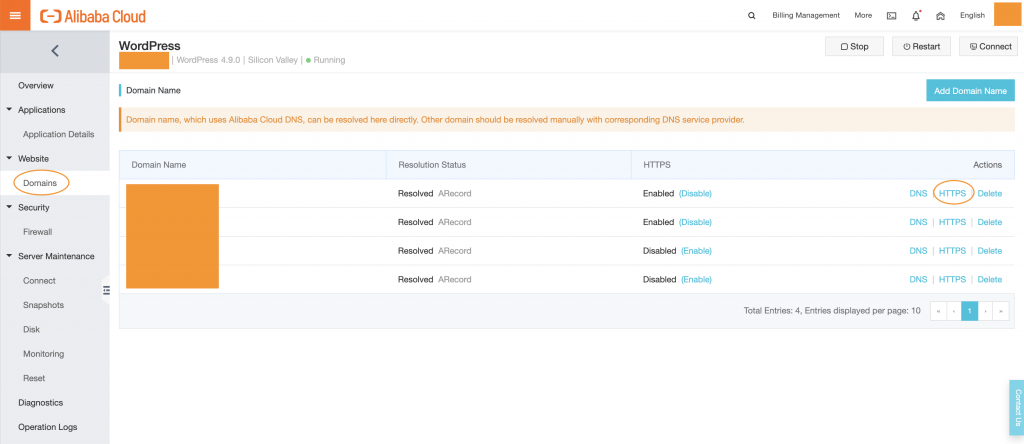 Alibaba Cloud
Billing Management More English
WordPress
| WordPress 4.9.0 | Silicon Valley | Running
Stop Restart Connect
Overview
Applications
Application Details
Website
Domains
Security
Firewall
Server Maintenance
Connect
Snapshots
Disk
Monitoring
Reset
Diagnostics
Operation Logs
Domain Name
Add Domain Name
Domain name, which uses Alibaba Cloud DNS, can be resolved here directly. Other domain should be resolved manually with corresponding DNS service provider.
Domain Name Resolution Status HTTPS Actions
Resolved ARecord Enabled (Disable) DNS | HTTPS | Delete
Resolved ARecord Enabled (Disable) DNS | HTTPS | Delete
Resolved ARecord Disabled (Enable) DNS | HTTPS | Delete
Resolved ARecord Disabled (Enable) DNS | HTTPS | Delete
Total Entries: 4, Entries displayed per page: 10 « ‹ 1 › »
Contact Us